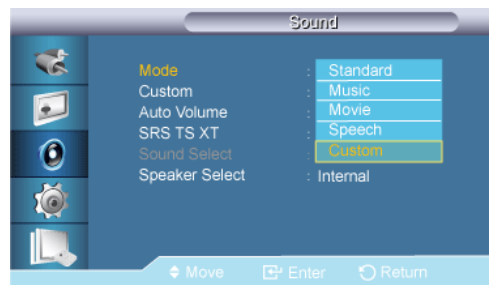 Sound
Mode : Standard
Custom : Music
Auto Volume : Movie
SRS TS XT : Speech
Sound Select : Custom
Speaker Select : Internal
Move Enter Return